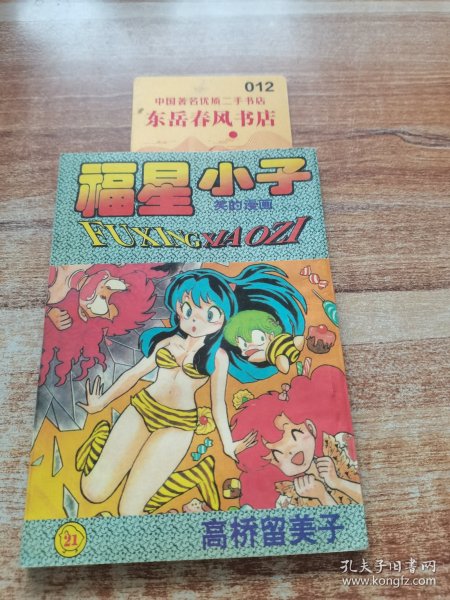 012
中国著名优质二手书店
东岳春风书店
福星小子
笑的漫画
FUXINGXIAOZI
21
高桥留美子
孔夫子旧书网
www.kongfz.com